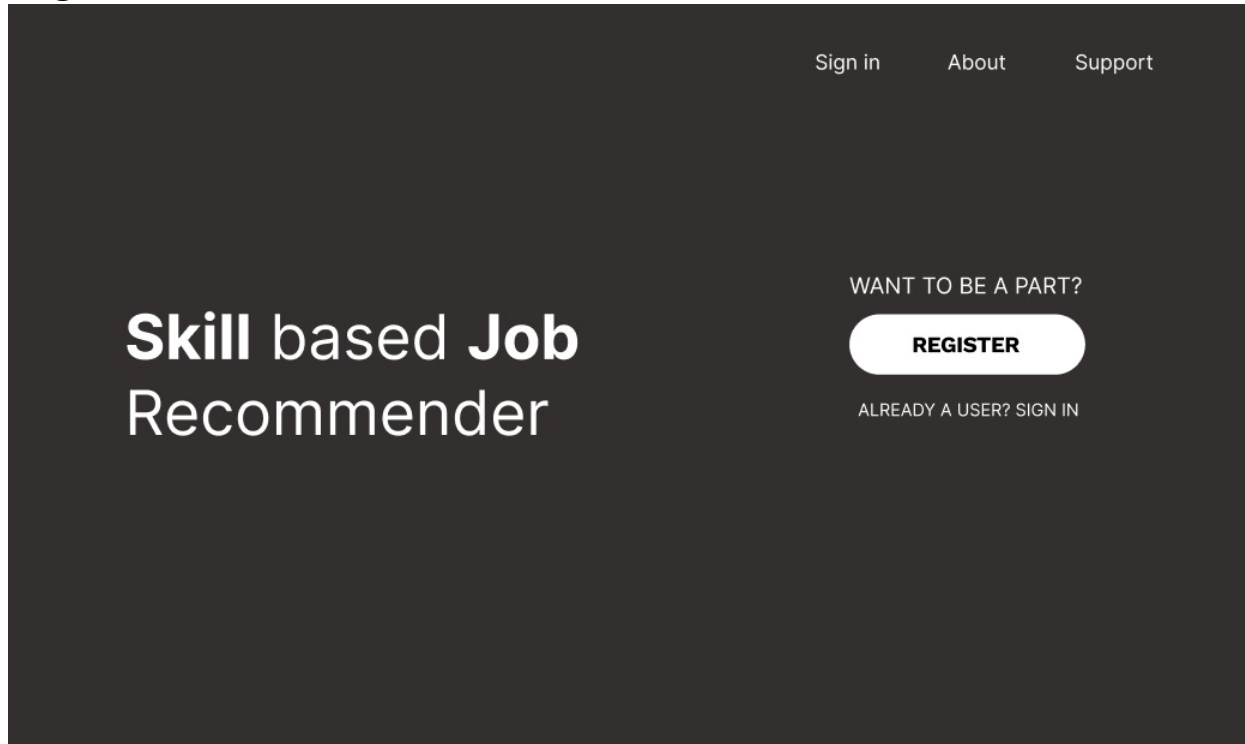 Sign in About Support
WANT TO BE A PART?
Skill based Job
Recommender
REGISTER
ALREADY A USER? SIGN IN